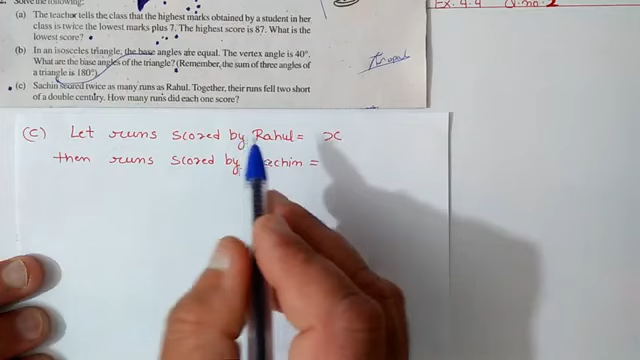 Solve the following:
(a) The teacher tells the class that the highest marks obtained by a student in her
class is twice the lowest marks plus 7. The highest score is 87. What is the
lowest score?
(b) In an isosceles triangle, the base angles are equal. The vertex angle is 40°.
What are the base angles of the triangle? (Remember, the sum of three angles
of a triangle is 180°).
(c) Sachin scored twice as many runs as Rahul. Together, their runs fell two short
of a double century. How many runs did each one score?
Ex 4.4 Q.no. 2
(c) Let runs scored by Rahul = x
then runs scored by achin =